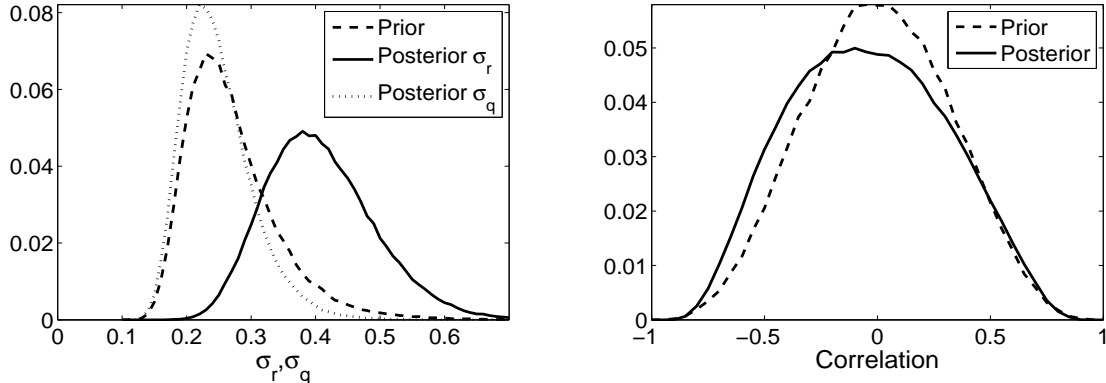 0.08
0.06
0.04
0.02
0
0 0.1 0.2 0.3 0.4 0.5 0.6
σr,σq
Prior
Posterior σr
Posterior σq
0.05
0.04
0.03
0.02
0.01
0
−1 −0.5 0 0.5 1
Correlation
Prior
Posterior